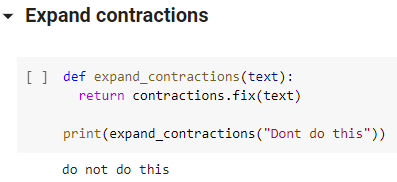 Expand contractions
[ ] def expand_contractions(text):
  return contractions.fix(text)

print(expand_contractions("Dont do this"))
do not do this